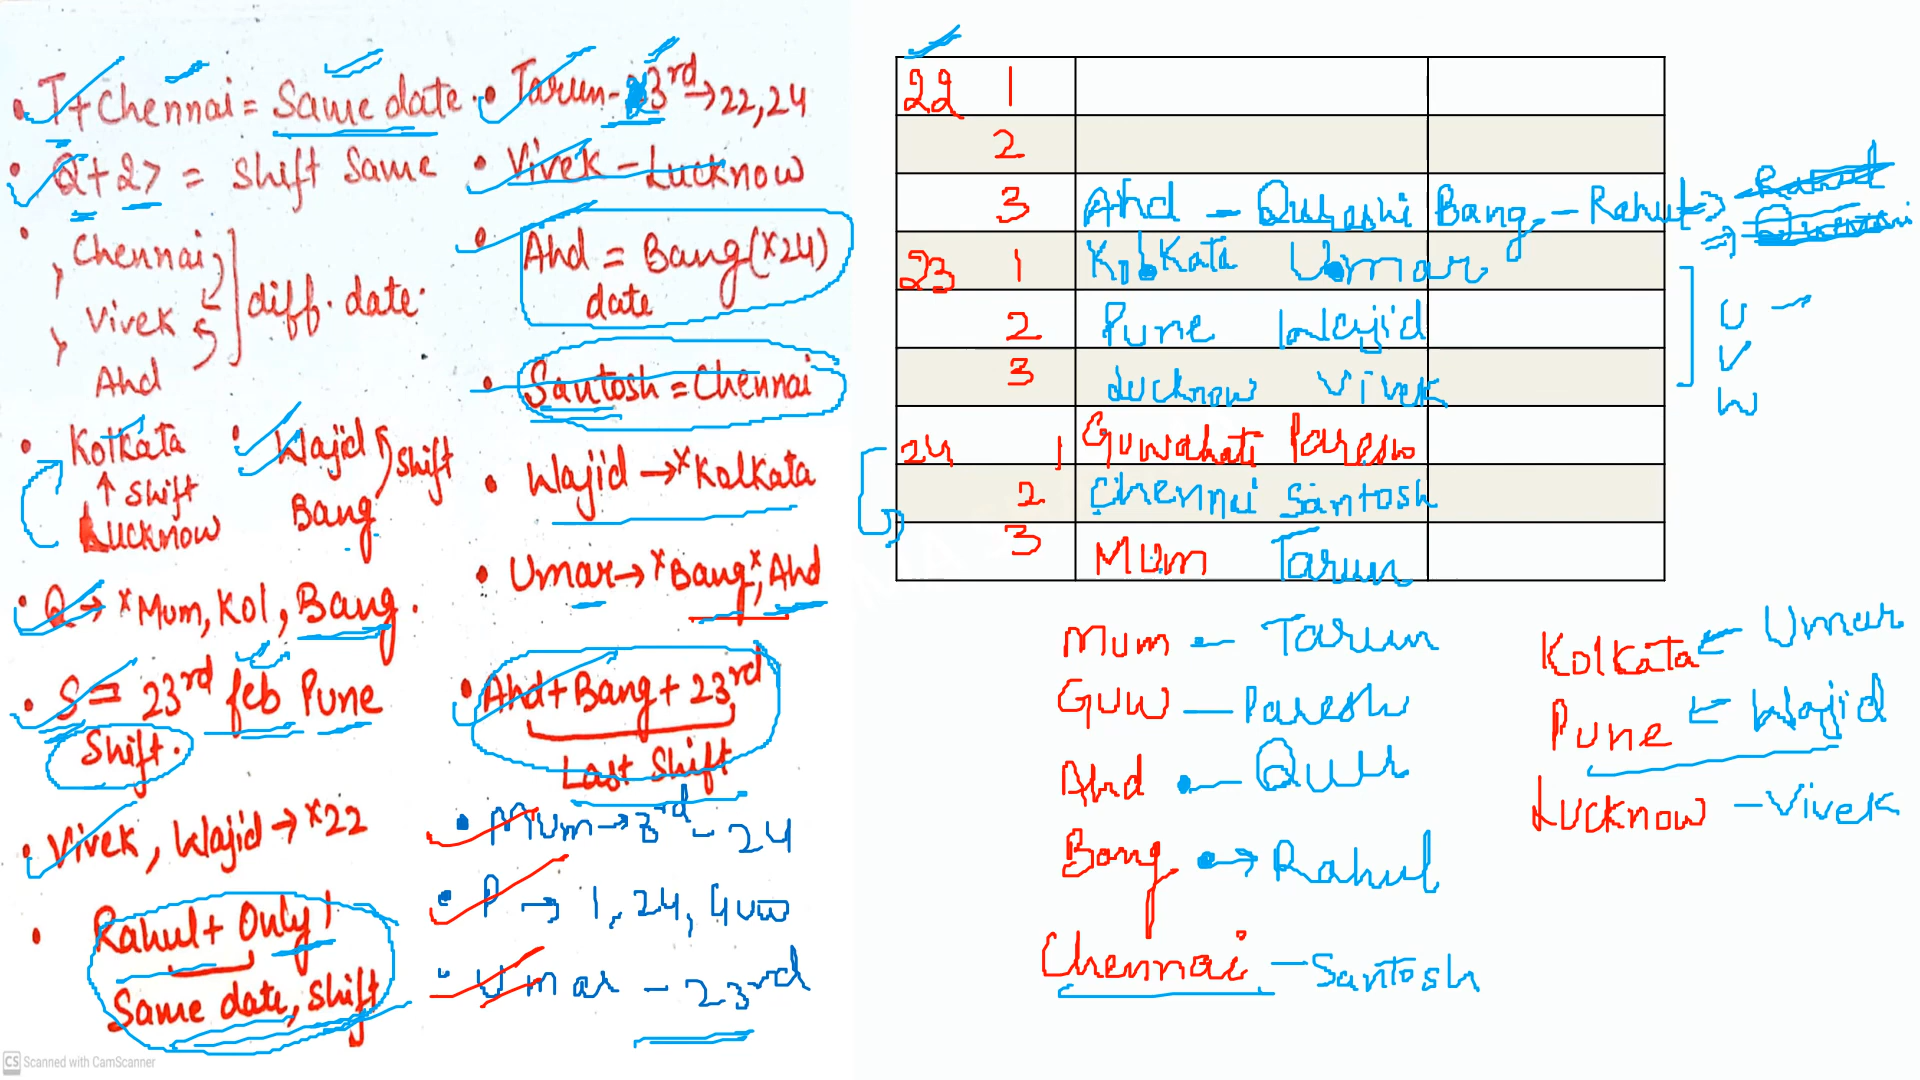 • T+Chennai = Same date.
• Q+27 = Shift Same
• Chennai,
Vivek
Ahd
diff. date.
• Kolkata
↑ Shift
Lucknow
• Wajid
Bang
Shift
• Q → ×Mum, Kol, Bang.
• S = 23rd feb Pune
Shift.
• Vivek, Wajid → ×22
• Rahul + Only 1
Same date, Shift
• Tarun - 23rd → 22, 24
• Vivek - Lucknow
• Ahd = Bang (×24)
date
• Santosh = Chennai
• Wajid → ×Kolkata
• Umar → ×Bang, ×Ahd
• Ahd + Bang + 23rd
Last Shift
• Mum → 3rd - 24
• P → 1, 24, Guw
• Umar - 23rd
22 1
2
3 Ahd - Qureshi Bang - Rahul
23 1 Kolkata Umar
2 Pune Wajid
3 Lucknow Vivek
24 1 Guwahati Paresh
2 Chennai Santosh
3 Mum Tarun
U
V
W
Mum - Tarun
Guw - Paresh
Ahd - Qur
Bang → Rahul
Chennai - Santosh
Kolkata ← Umar
Pune ← Wajid
Lucknow - Vivek
CS Scanned with CamScanner